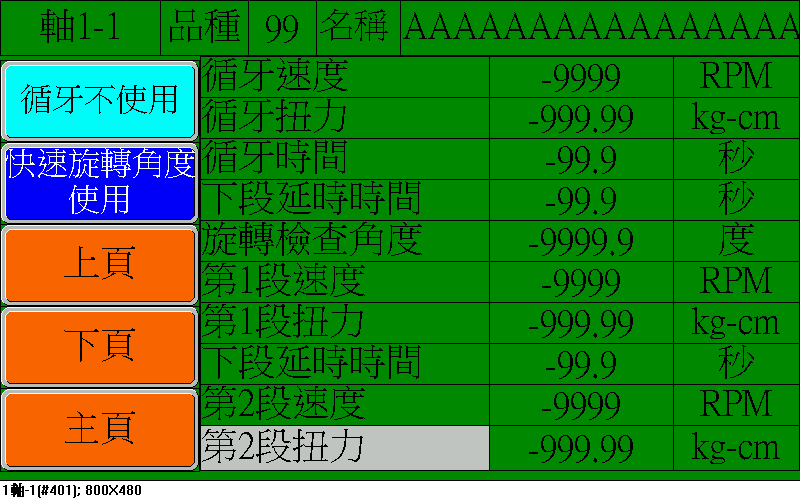 軸1-1 品種 99 名稱 AAAAAAAAAAAAAAAA
循牙不使用
快速旋轉角度
使用
上頁
下頁
主頁
循牙速度 -9999 RPM
循牙扭力 -999.99 kg-cm
循牙時間 -99.9 秒
下段延時時間 -99.9 秒
旋轉檢查角度 -9999.9 度
第1段速度 -9999 RPM
第1段扭力 -999.99 kg-cm
下段延時時間 -99.9 秒
第2段速度 -9999 RPM
第2段扭力 -999.99 kg-cm
1軸-1(#401); 800X480